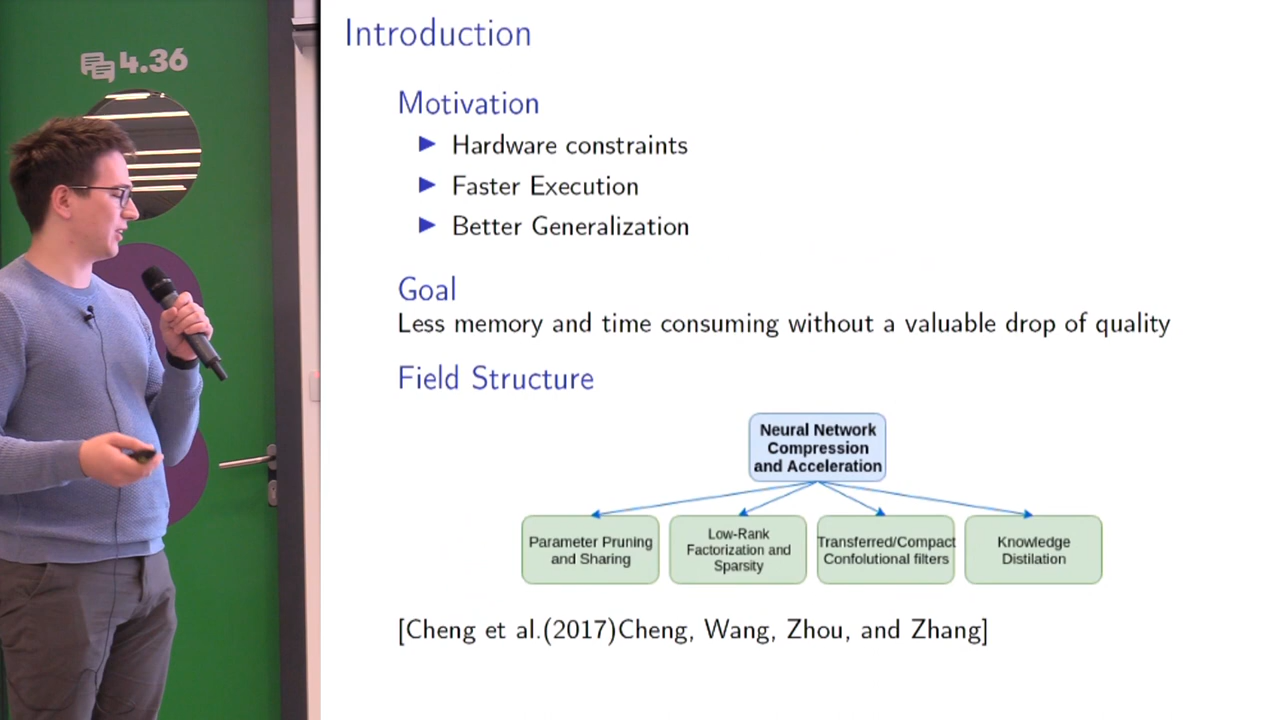 4.36
Introduction
Motivation
Hardware constraints
Faster Execution
Better Generalization
Goal
Less memory and time consuming without a valuable drop of quality
Field Structure
Neural Network
Compression
and Acceleration
Parameter Pruning
and Sharing
Low-Rank
Factorization and
Sparsity
Transferred/Compact
Confolutional filters
Knowledge
Distilation
[Cheng et al.(2017)Cheng, Wang, Zhou, and Zhang]